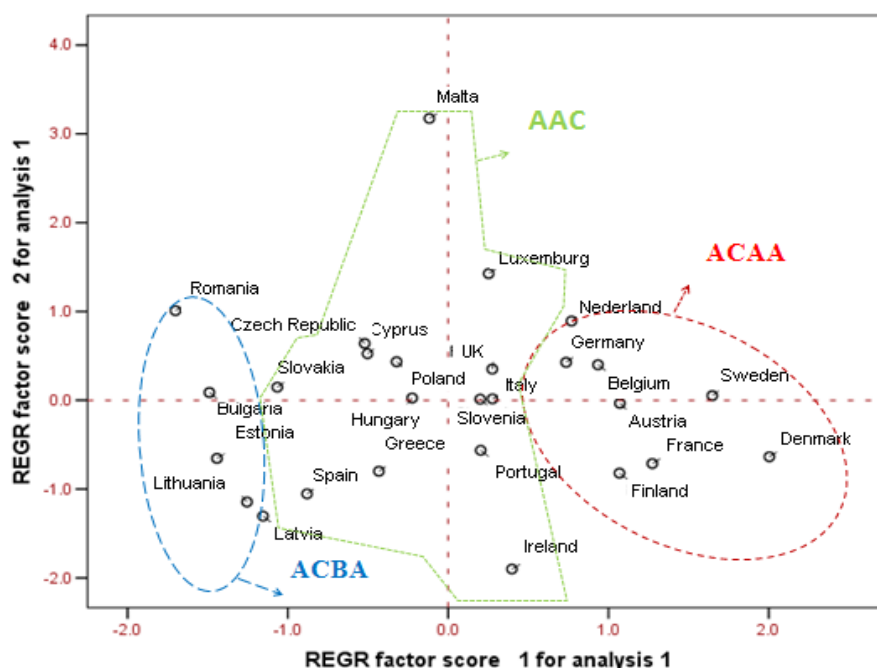 4.0
3.0
2.0
1.0
0.0
-1.0
-2.0
REGR factor score 2 for analysis 1
Malta
AAC
Luxemburg
ACAA
Romania
Nederland
Czech Republic
Cyprus
UK
Germany
Slovakia
Poland
Italy
Belgium
Sweden
Bulgaria
Hungary
Slovenia
Austria
Estonia
Greece
France
Denmark
Lithuania
Spain
Portugal
Finland
Latvia
Ireland
ACBA
-2.0 -1.0 0.0 1.0 2.0
REGR factor score 1 for analysis 1